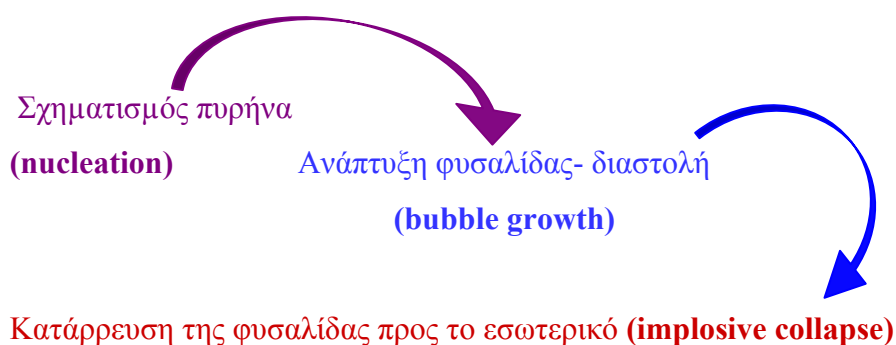 Σχηματισμός πυρήνα
(nucleation)
Ανάπτυξη φυσαλίδας- διαστολή
(bubble growth)
Κατάρρευση της φυσαλίδας προς το εσωτερικό (implosive collapse)